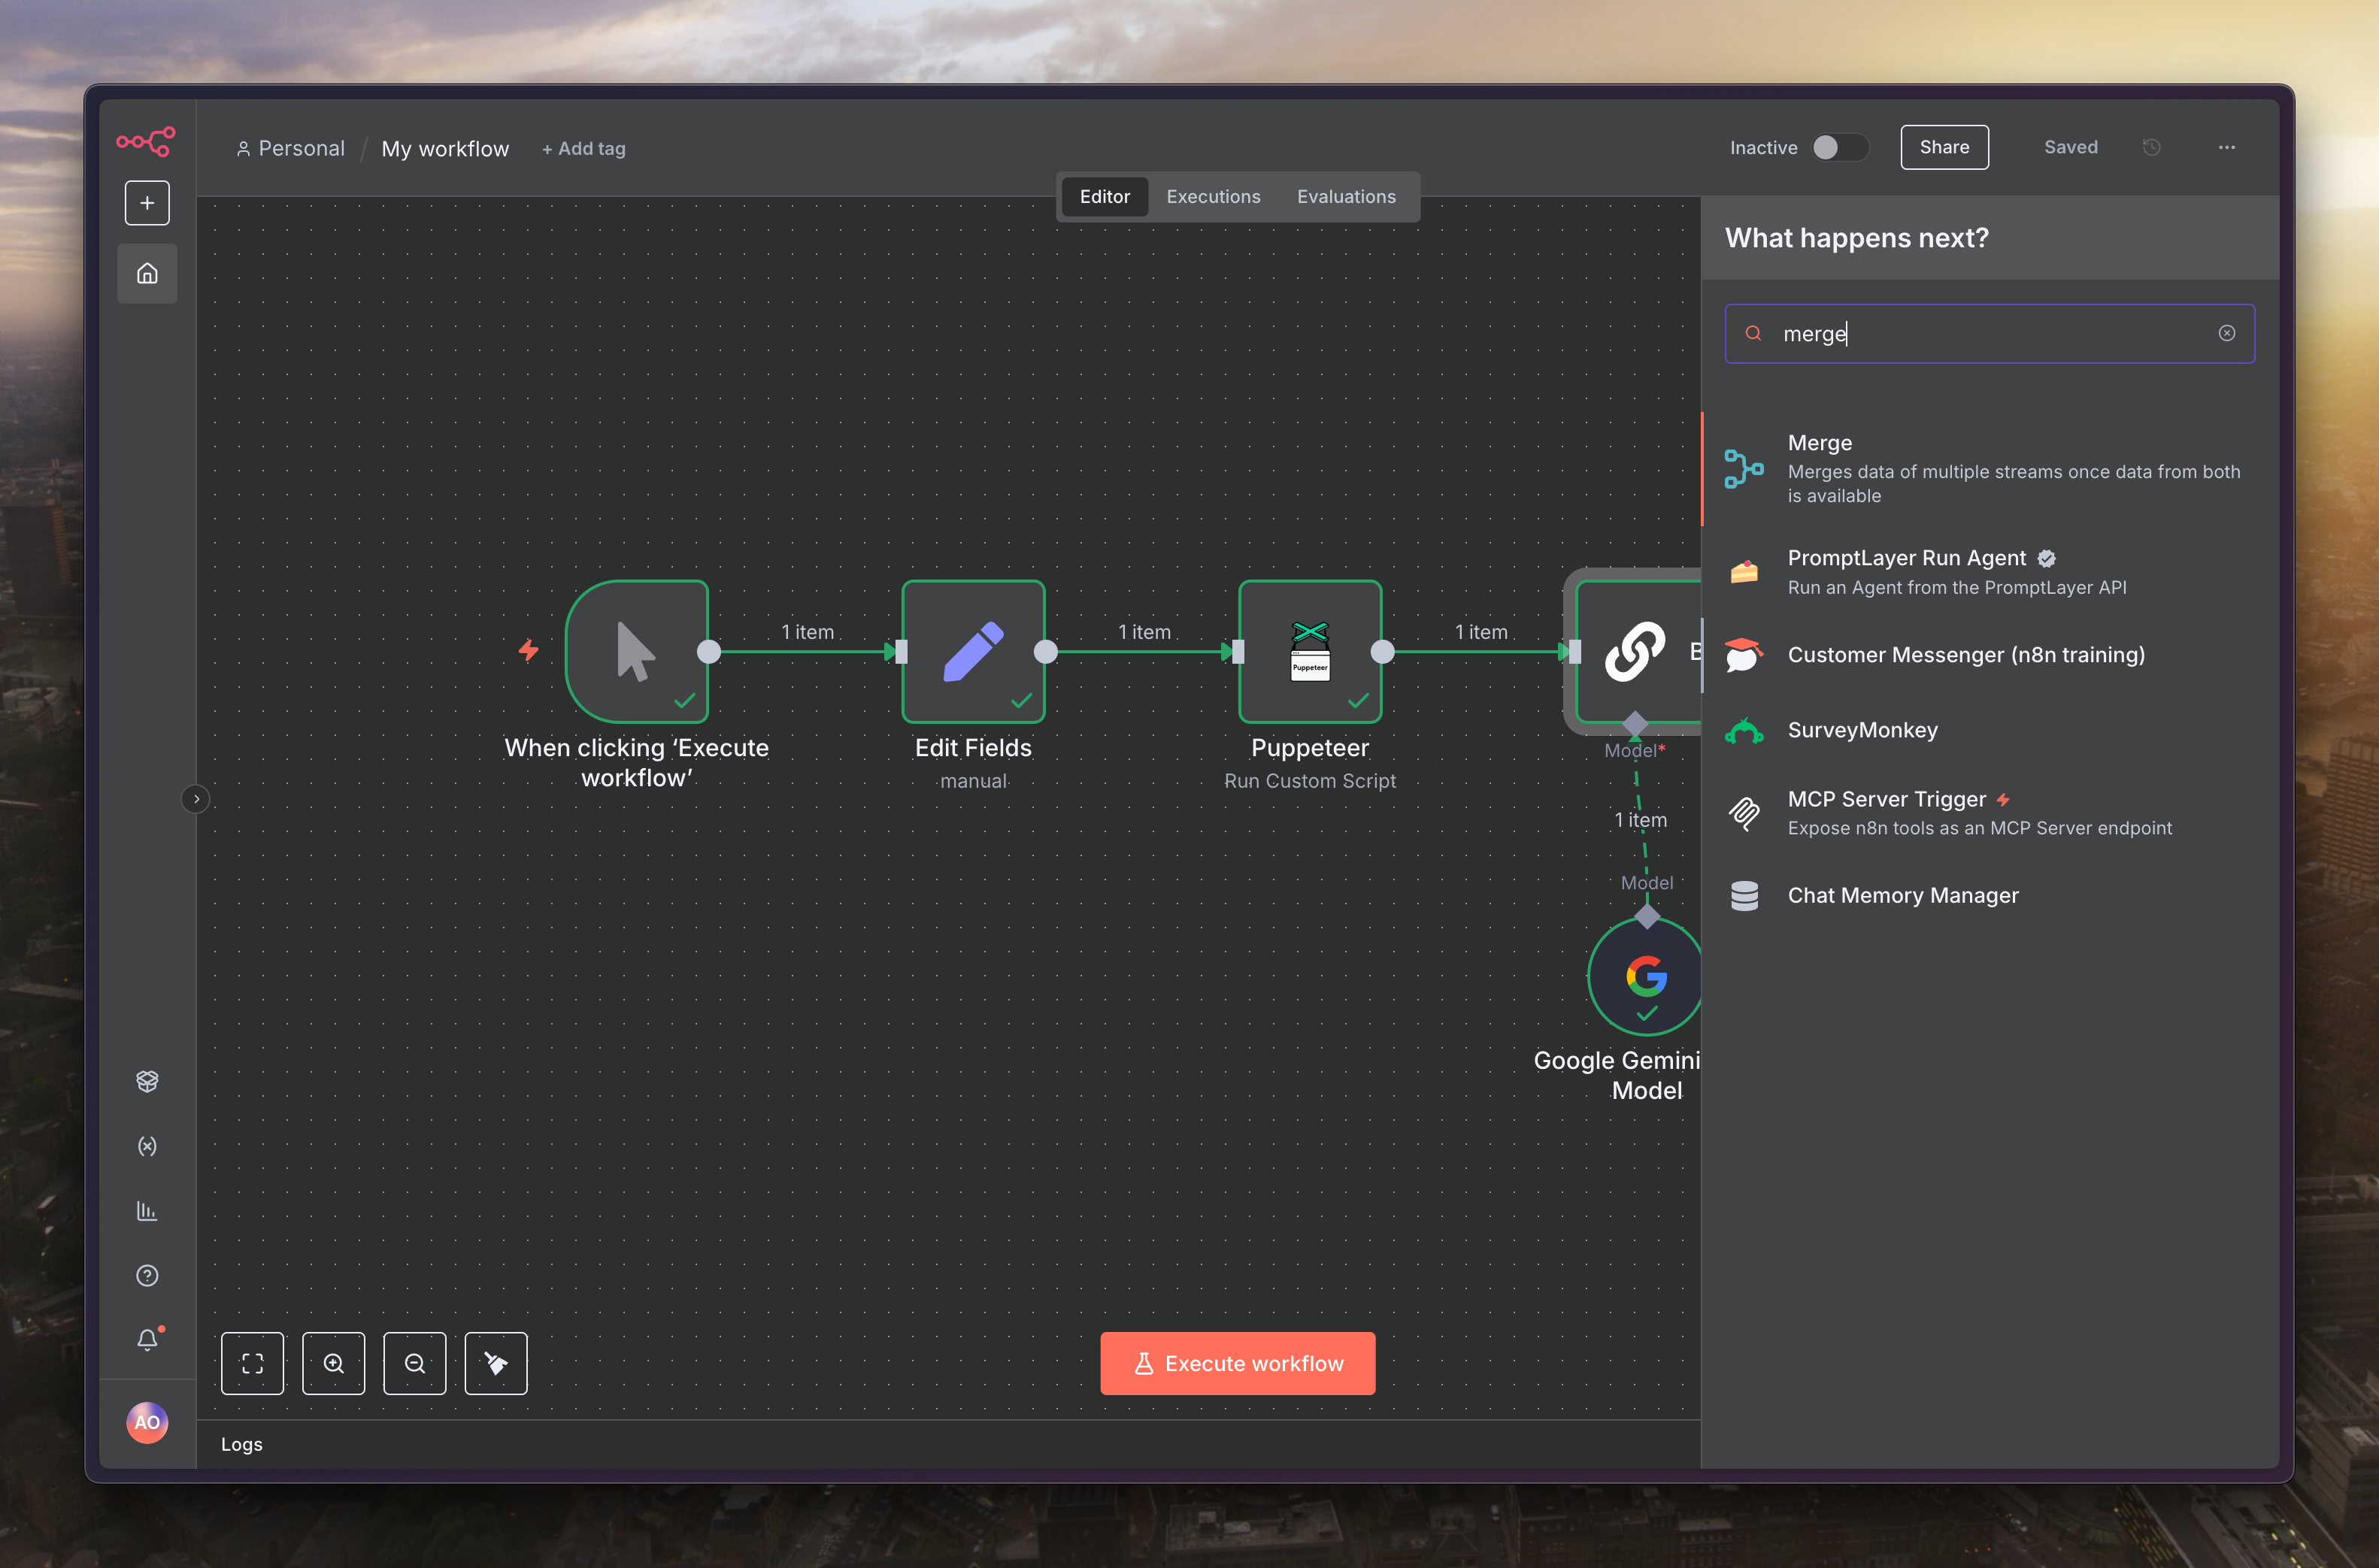 Personal / My workflow + Add tag
Inactive Share Saved
Editor Executions Evaluations
What happens next?
merge
Merge
Merges data of multiple streams once data from both
is available
PromptLayer Run Agent
Run an Agent from the PromptLayer API
Customer Messenger (n8n training)
SurveyMonkey
MCP Server Trigger
Expose n8n tools as an MCP Server endpoint
Chat Memory Manager
1 item
1 item
1 item
Puppeteer
B
When clicking ‘Execute
workflow’
Edit Fields
manual
Puppeteer
Run Custom Script
Model*
1 item
Model
Google Gemini
Model
Execute workflow
AO
Logs